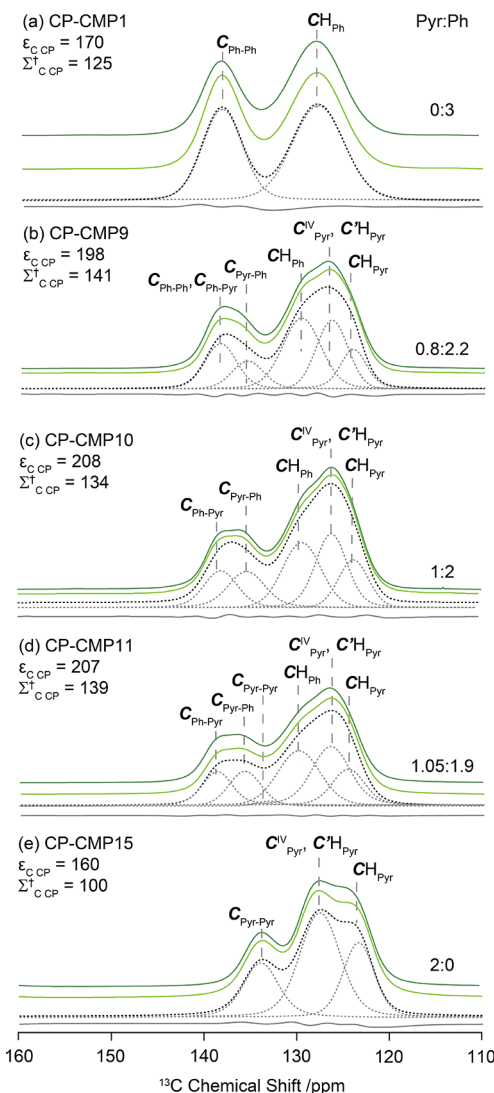 (a) CP-CMP1
CH_Ph
Pyr:Ph
C_Ph-Ph
ε_C CP = 170
Σ†_C CP = 125
0:3
(b) CP-CMP9
C^IV_Pyr, C'H_Pyr
ε_C CP = 198
CH_Ph
Σ†_C CP = 141
C_Pyr-Ph
CH_Pyr
C_Ph-Ph, C_Ph-Pyr
0.8:2.2
(c) CP-CMP10
C^IV_Pyr, C'H_Pyr
ε_C CP = 208
CH_Ph
Σ†_C CP = 134
C_Pyr-Ph
CH_Pyr
C_Ph-Pyr
1:2
(d) CP-CMP11
C^IV_Pyr, C'H_Pyr
ε_C CP = 207
CH_Ph
Σ†_C CP = 139
C_Pyr-Pyr
CH_Pyr
C_Pyr-Ph
C_Ph-Pyr
1.05:1.9
(e) CP-CMP15
C^IV_Pyr, C'H_Pyr
ε_C CP = 160
CH_Pyr
Σ†_C CP = 100
C_Pyr-Pyr
2:0
160 150 140 130 120 110
¹³C Chemical Shift /ppm